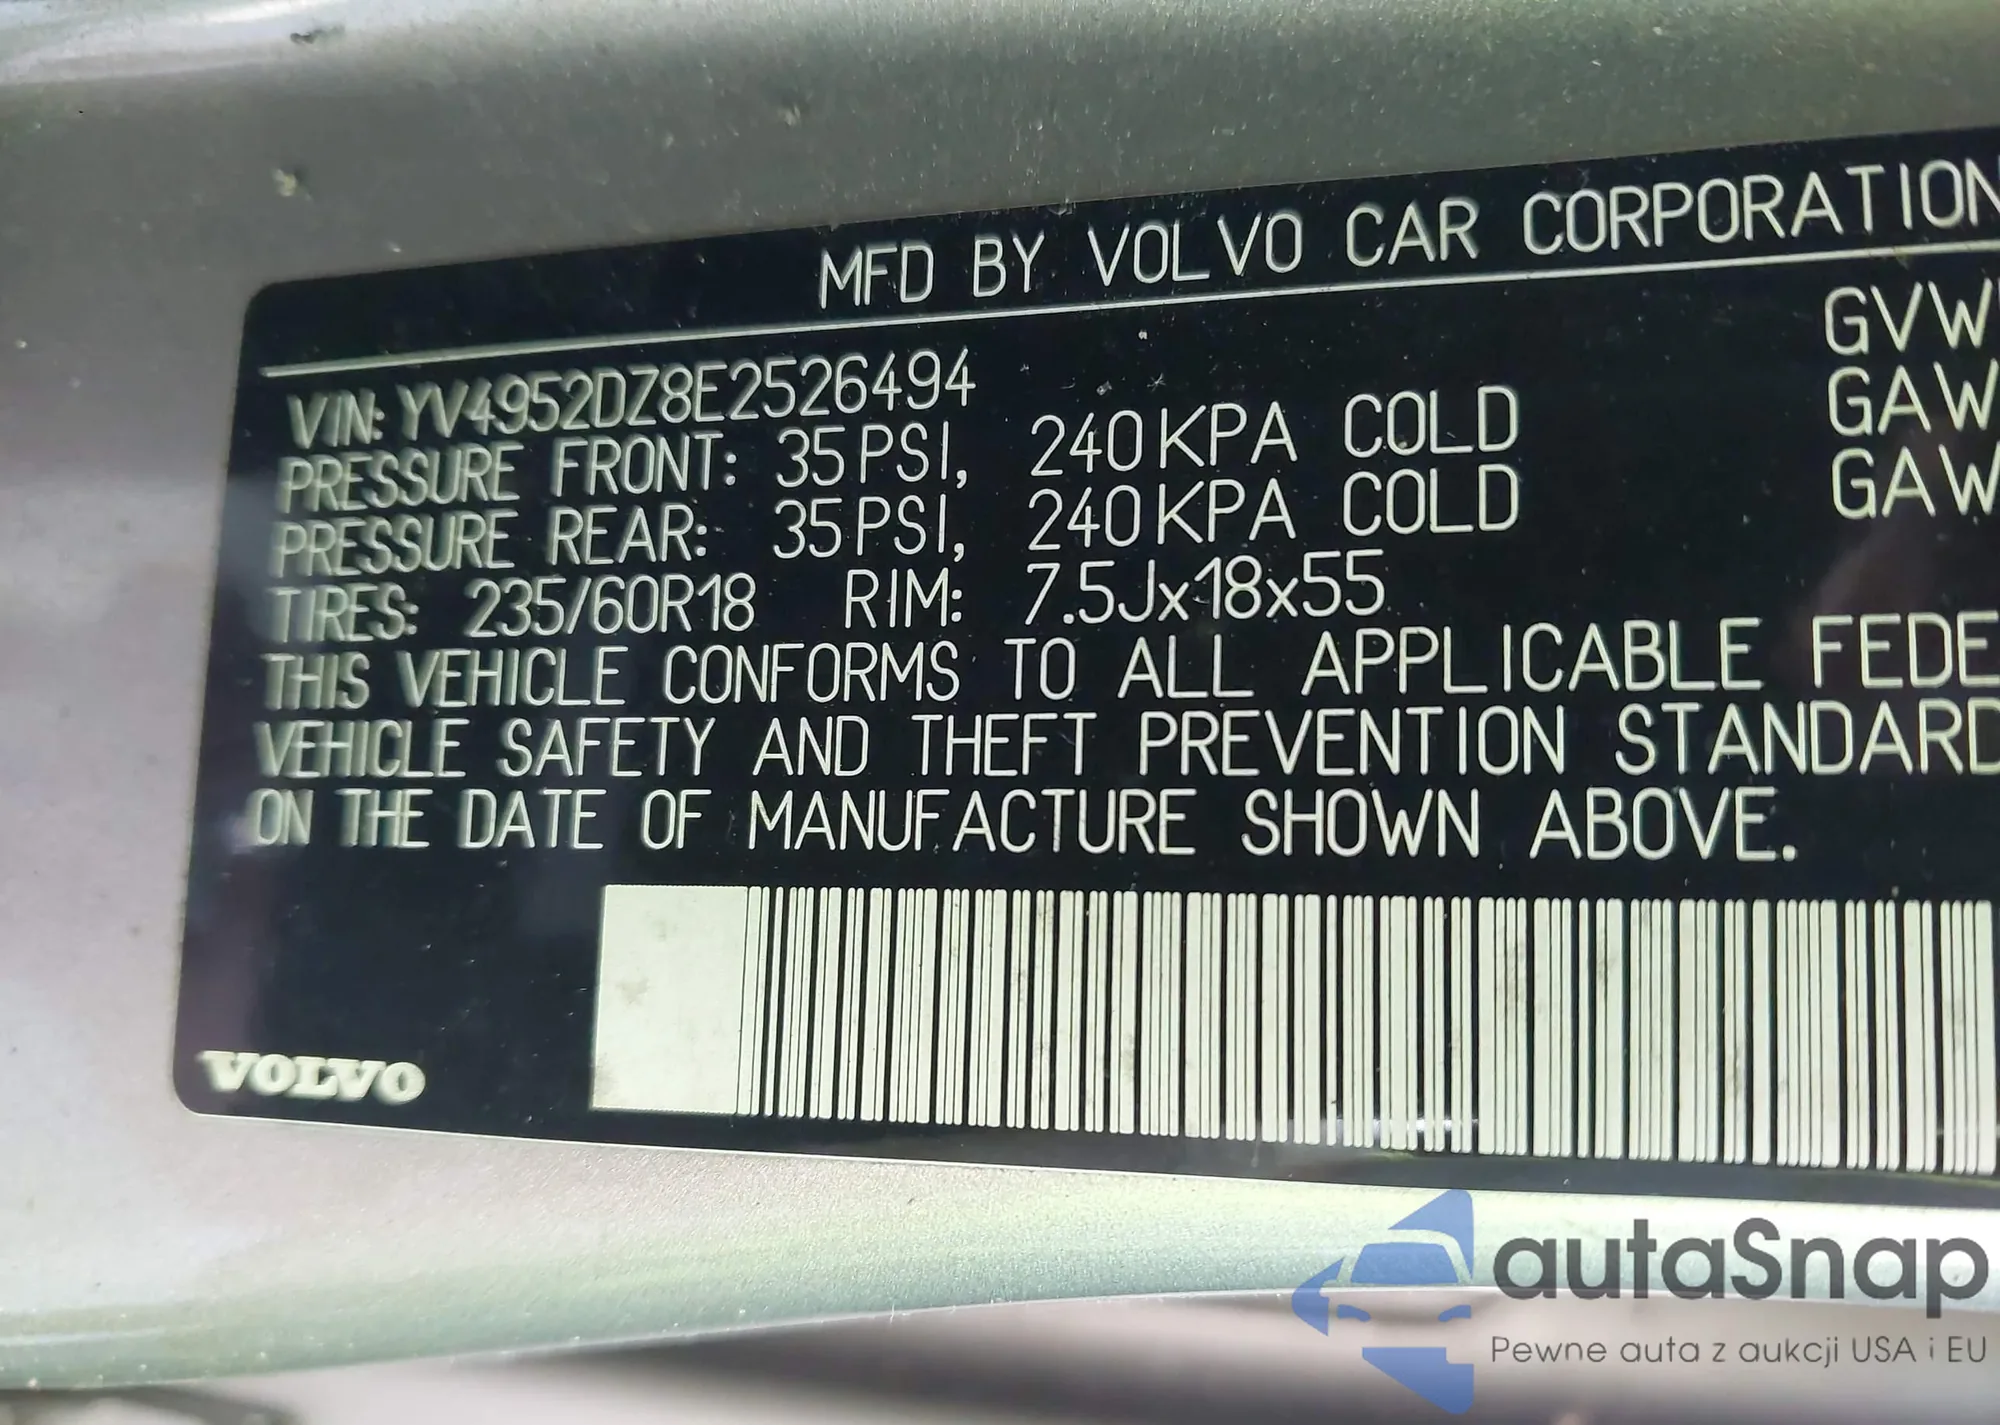 MFD BY VOLVO CAR CORPORATION
VIN: YV4952DZ8E2526494
GVW
PRESSURE FRONT: 35PSI, 240KPA COLD
GAW
PRESSURE REAR: 35PSI, 240KPA COLD
GAW
TIRES: 235/60R18 RIM: 7.5Jx18x55
THIS VEHICLE CONFORMS TO ALL APPLICABLE FEDE
VEHICLE SAFETY AND THEFT PREVENTION STANDARD
ON THE DATE OF MANUFACTURE SHOWN ABOVE.
VOLVO
autaSnap
Pewne auta z aukcji USA i EU